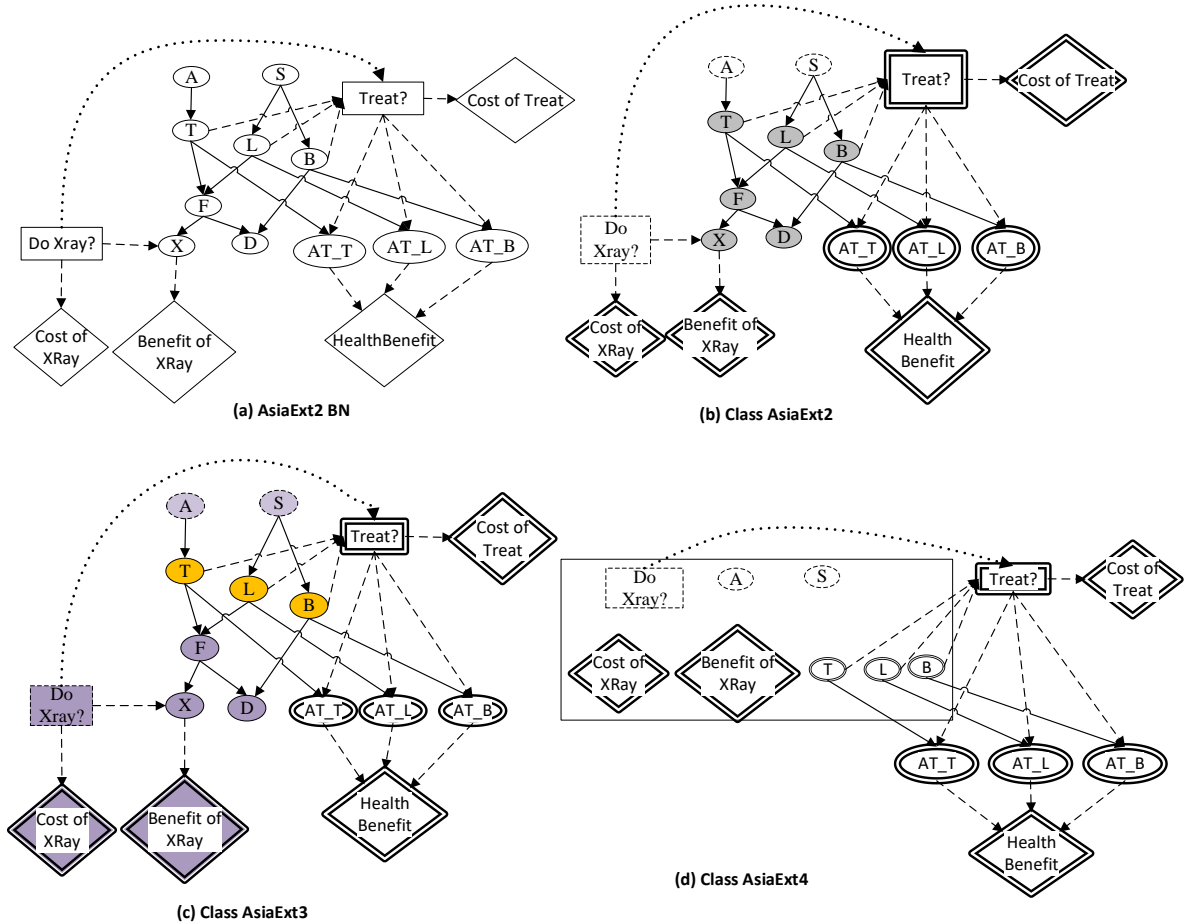 A
S
Treat?
Cost of Treat
T
L
B
F
Do Xray?
X
D
AT_T
AT_L
AT_B
Cost of
XRay
Benefit of
XRay
HealthBenefit
(a) AsiaExt2 BN
A
S
Treat?
Cost of Treat
T
L
B
F
Do
Xray?
X
D
AT_T
AT_L
AT_B
Cost of
XRay
Benefit of
XRay
Health
Benefit
(b) Class AsiaExt2
A
S
Treat?
Cost of
Treat
T
L
B
F
Do
Xray?
X
D
AT_T
AT_L
AT_B
Cost of
XRay
Benefit of
XRay
Health
Benefit
(c) Class AsiaExt3
Do
Xray?
A
S
Treat?
Cost of
Treat
Cost of
XRay
Benefit of
XRay
T
L
B
AT_T
AT_L
AT_B
Health
Benefit
(d) Class AsiaExt4